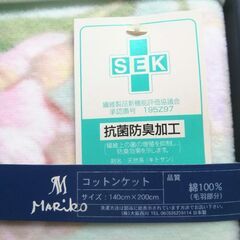 SEK
繊維製品新機能評価協議会
承認番号 195Z97
抗菌防臭加工
繊維上の菌の増殖を抑制し、
防臭効果を示します。
剤名：天然系（キトサン）
M
MARIKO
コットンケット
サイズ：140cm×200cm
品質
綿100%
(毛羽部分)
日本製